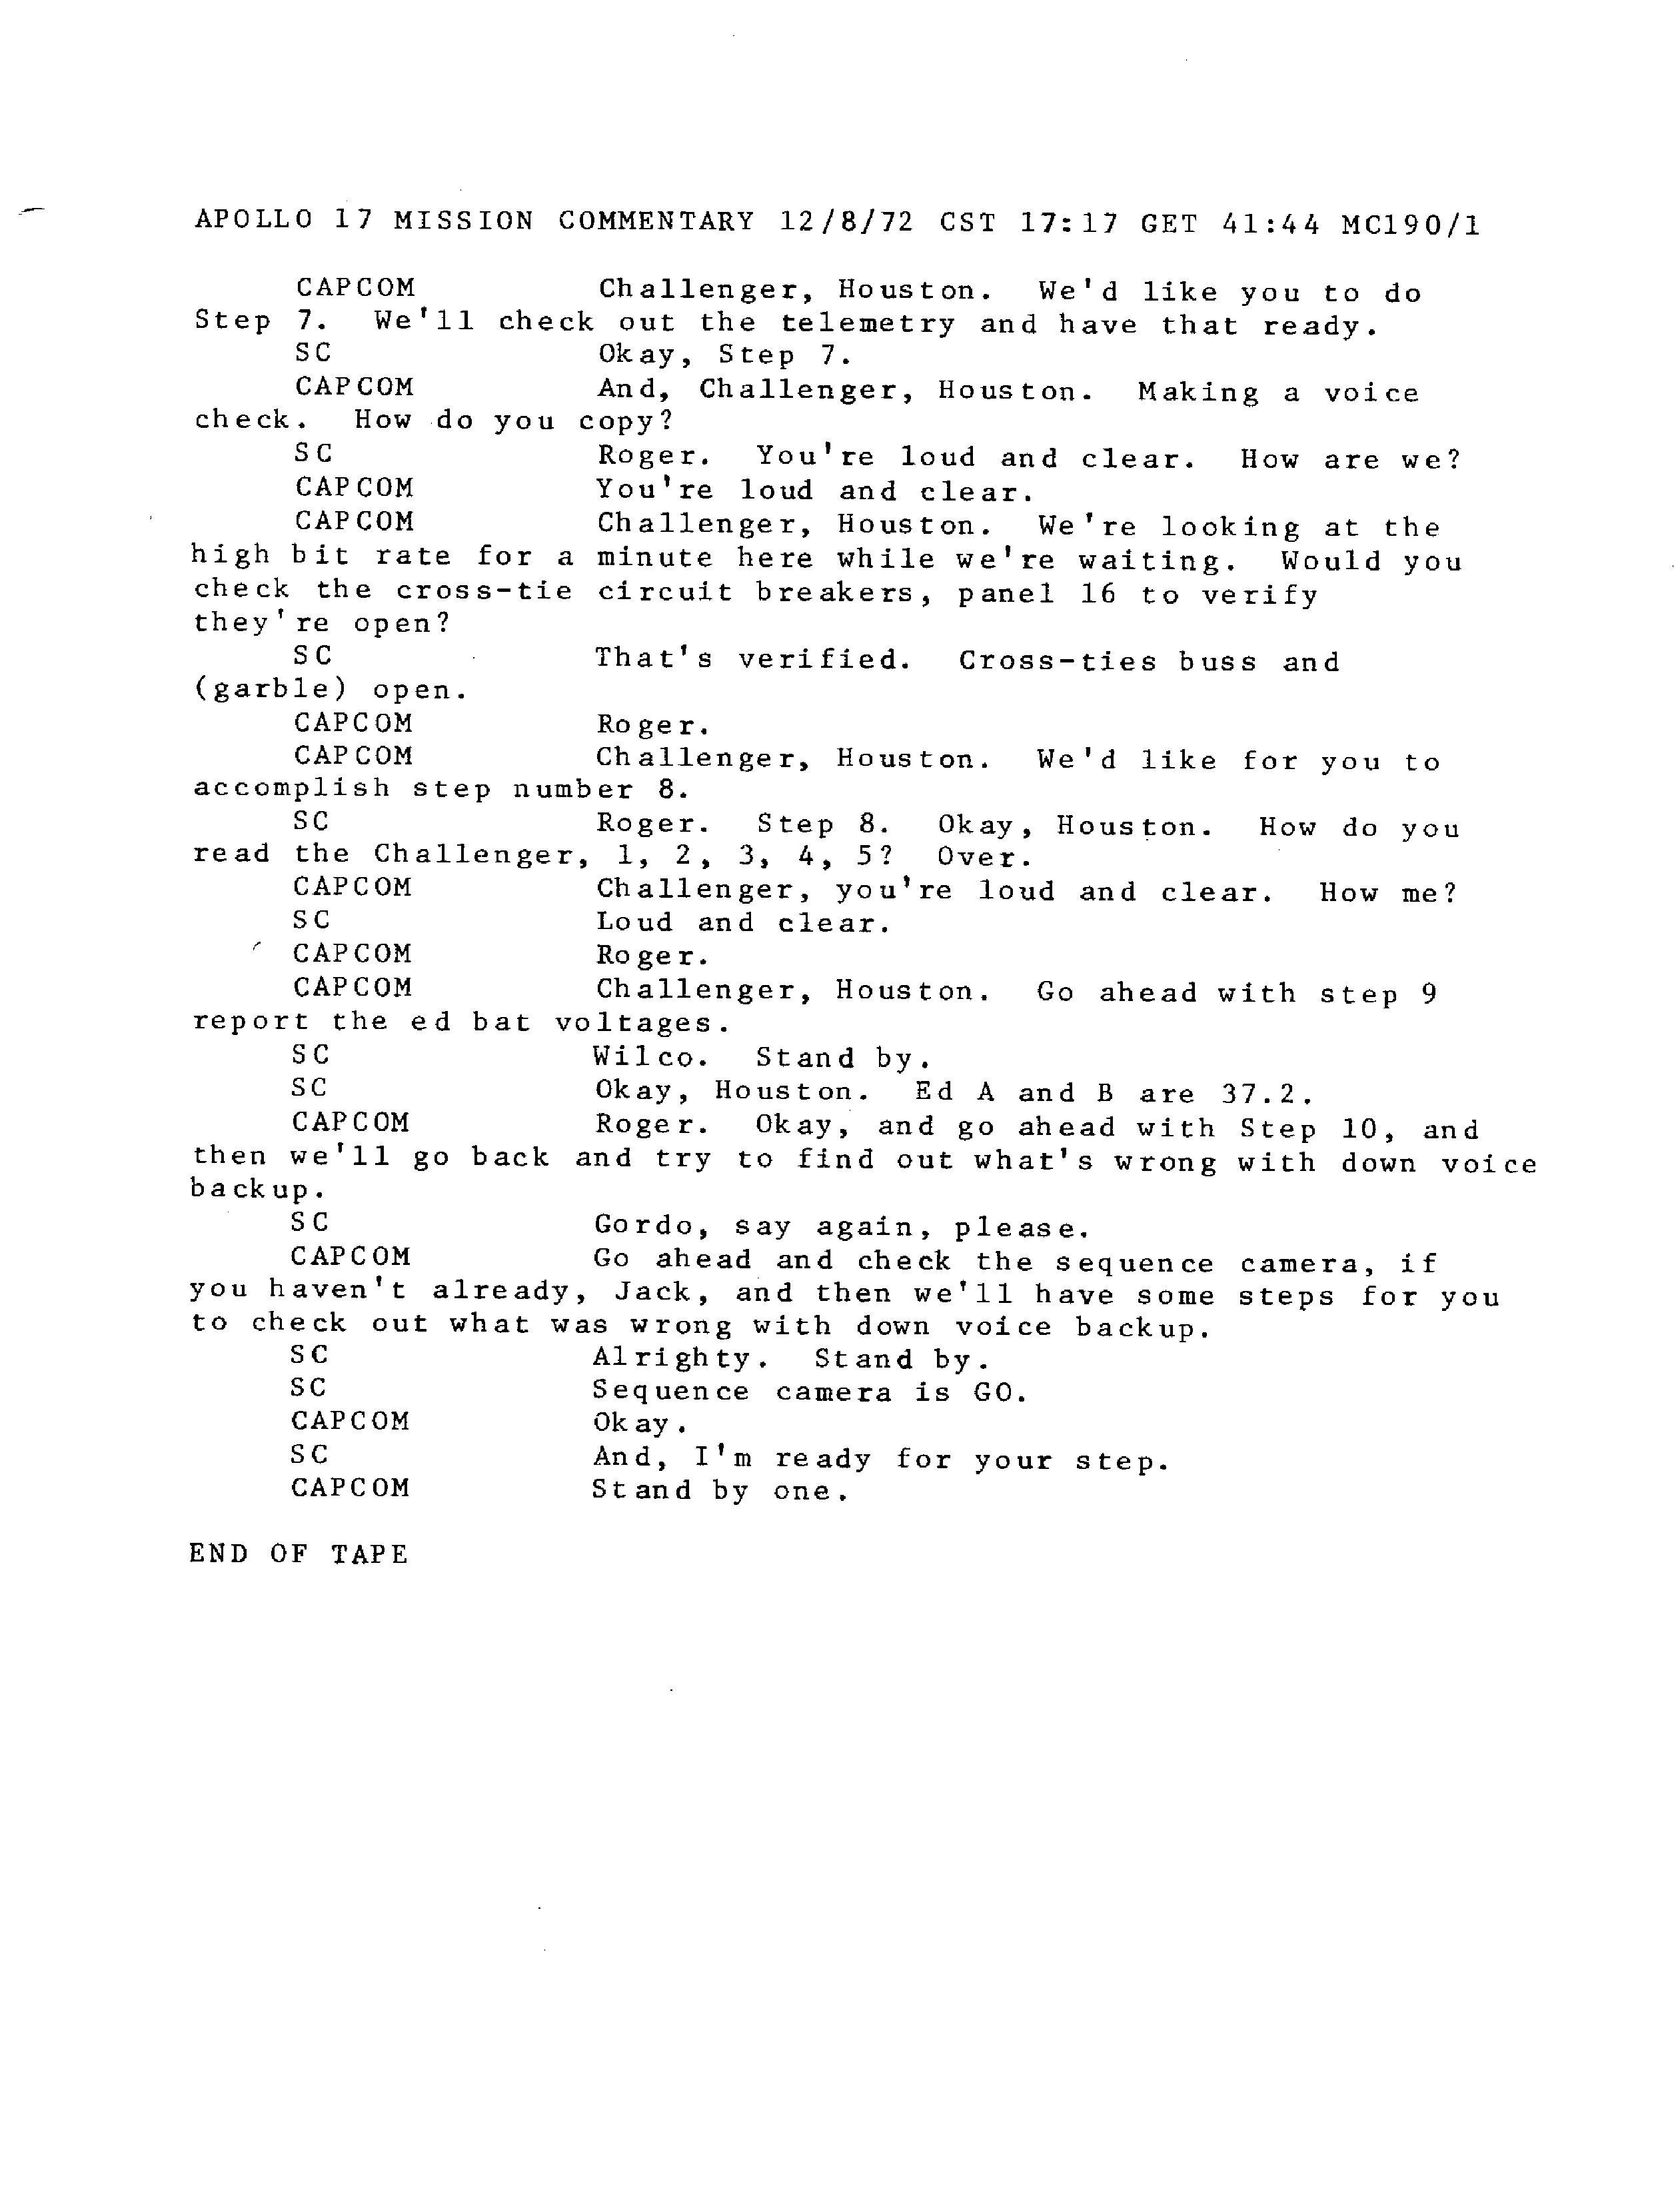 APOLLO 17 MISSION COMMENTARY 12/8/72 CST 17:17 GET 41:44 MC190/1
CAPCOM Challenger, Houston. We'd like you to do
Step 7. We'll check out the telemetry and have that ready.
SC Okay, Step 7.
CAPCOM And, Challenger, Houston. Making a voice
check. How do you copy?
SC Roger. You're loud and clear. How are we?
CAPCOM You're loud and clear.
CAPCOM Challenger, Houston. We're looking at the
high bit rate for a minute here while we're waiting. Would you
check the cross-tie circuit breakers, panel 16 to verify
they're open?
SC That's verified. Cross-ties buss and
(garble) open.
CAPCOM Roger.
CAPCOM Challenger, Houston. We'd like for you to
accomplish step number 8.
SC Roger. Step 8. Okay, Houston. How do you
read the Challenger, 1, 2, 3, 4, 5? Over.
CAPCOM Challenger, you're loud and clear. How me?
SC Loud and clear.
CAPCOM Roger.
CAPCOM Challenger, Houston. Go ahead with step 9
report the ed bat voltages.
SC Wilco. Stand by.
SC Okay, Houston. Ed A and B are 37.2.
CAPCOM Roger. Okay, and go ahead with Step 10, and
then we'll go back and try to find out what's wrong with down voice
backup.
SC Gordo, say again, please.
CAPCOM Go ahead and check the sequence camera, if
you haven't already, Jack, and then we'll have some steps for you
to check out what was wrong with down voice backup.
SC Alrighty. Stand by.
SC Sequence camera is GO.
CAPCOM Okay.
SC And, I'm ready for your step.
CAPCOM Stand by one.
END OF TAPE